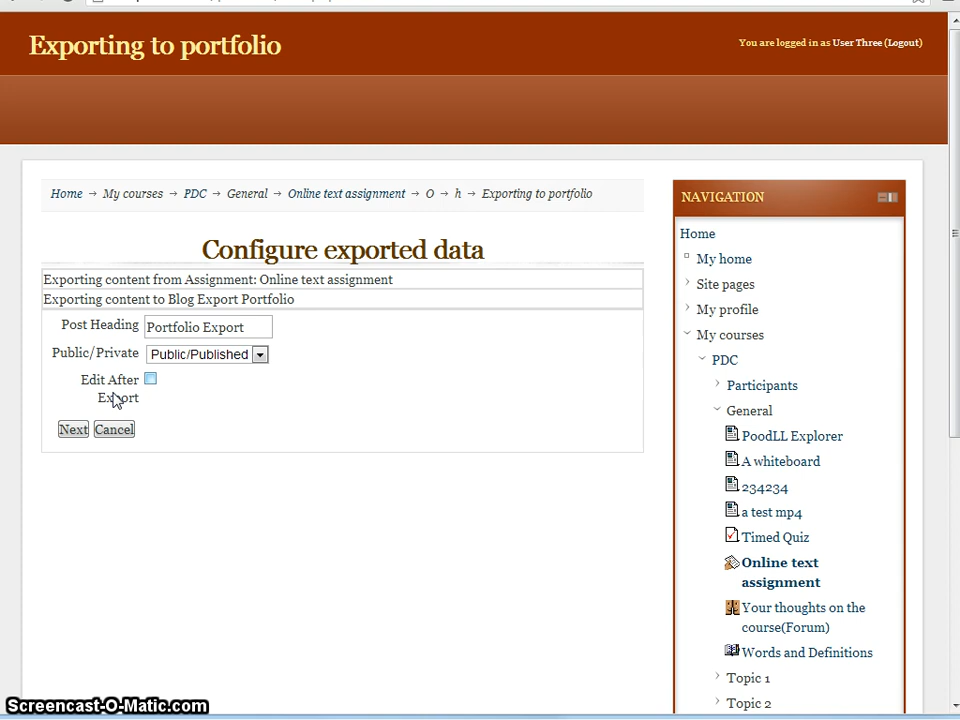 Exporting to portfolio
You are logged in as User Three (Logout)
Home → My courses → PDC → General → Online text assignment → O → h → Exporting to portfolio
Configure exported data
Exporting content from Assignment: Online text assignment
Exporting content to Blog Export Portfolio
Post Heading Portfolio Export
Public/Private Public/Published
Edit After
Export
Next Cancel
NAVIGATION
Home
My home
Site pages
My profile
My courses
PDC
Participants
General
PoodLL Explorer
A whiteboard
234234
a test mp4
Timed Quiz
Online text
assignment
Your thoughts on the
course(Forum)
Words and Definitions
Topic 1
Topic 2
Screencast-O-Matic.com